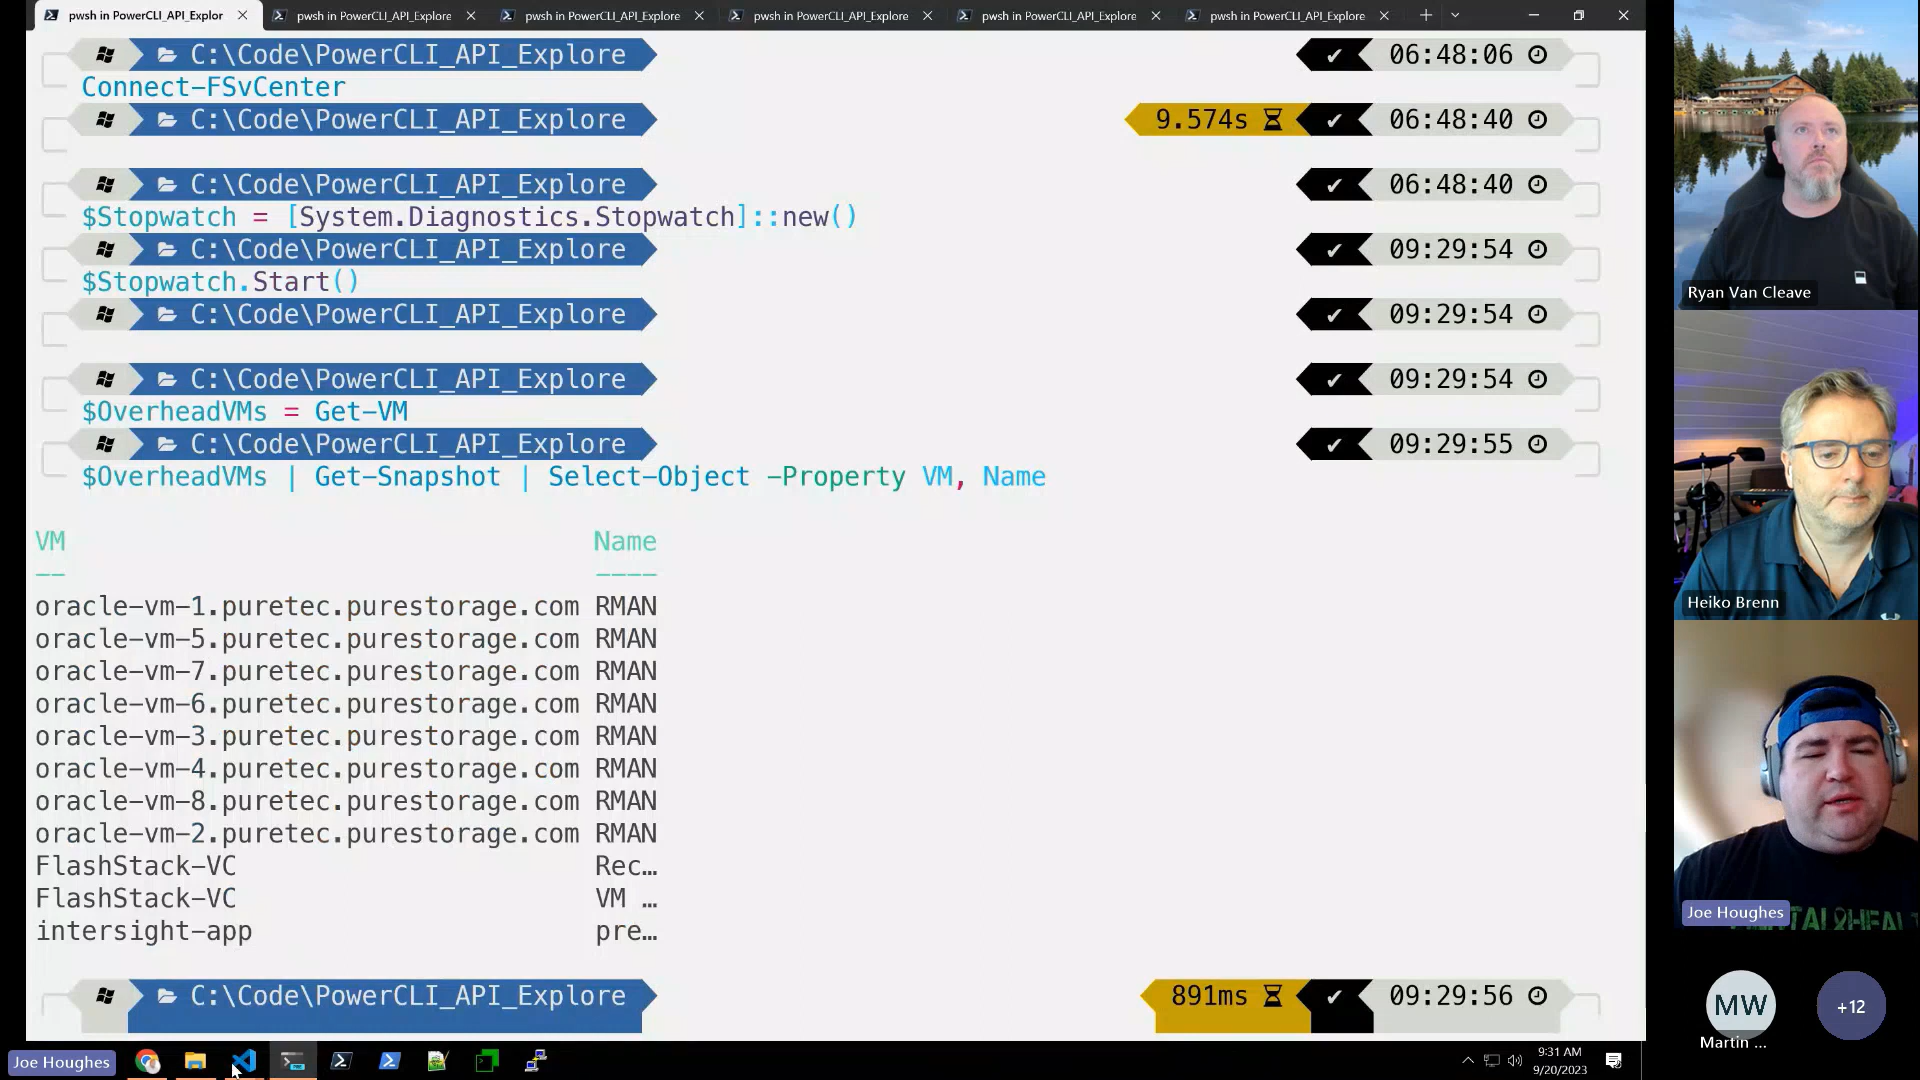 pwsh in PowerCLI_API_Explor
pwsh in PowerCLI_API_Explore
pwsh in PowerCLI_API_Explore
pwsh in PowerCLI_API_Explore
pwsh in PowerCLI_API_Explore
pwsh in PowerCLI_API_Explore
C:\Code\PowerCLI_API_Explore 06:48:06
Connect-FSvCenter
C:\Code\PowerCLI_API_Explore 9.574s 06:48:40
C:\Code\PowerCLI_API_Explore 06:48:40
$Stopwatch = [System.Diagnostics.Stopwatch]::new()
C:\Code\PowerCLI_API_Explore 09:29:54
$Stopwatch.Start()
C:\Code\PowerCLI_API_Explore 09:29:54
C:\Code\PowerCLI_API_Explore 09:29:54
$OverheadVMs = Get-VM
C:\Code\PowerCLI_API_Explore 09:29:55
$OverheadVMs | Get-Snapshot | Select-Object -Property VM, Name
VM Name
-- ----
oracle-vm-1.puretec.purestorage.com RMAN
oracle-vm-5.puretec.purestorage.com RMAN
oracle-vm-7.puretec.purestorage.com RMAN
oracle-vm-6.puretec.purestorage.com RMAN
oracle-vm-3.puretec.purestorage.com RMAN
oracle-vm-4.puretec.purestorage.com RMAN
oracle-vm-8.puretec.purestorage.com RMAN
oracle-vm-2.puretec.purestorage.com RMAN
FlashStack-VC Rec…
FlashStack-VC VM …
intersight-app pre…
C:\Code\PowerCLI_API_Explore 891ms 09:29:56
Ryan Van Cleave
Heiko Brenn
Joe Houghes
MW
+12
Martin ...
Joe Houghes
9:31 AM
9/20/2023